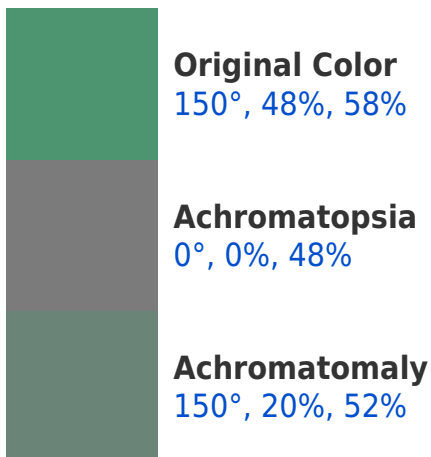 Original Color
150°, 48%, 58%
Achromatopsia
0°, 0%, 48%
Achromatomaly
150°, 20%, 52%